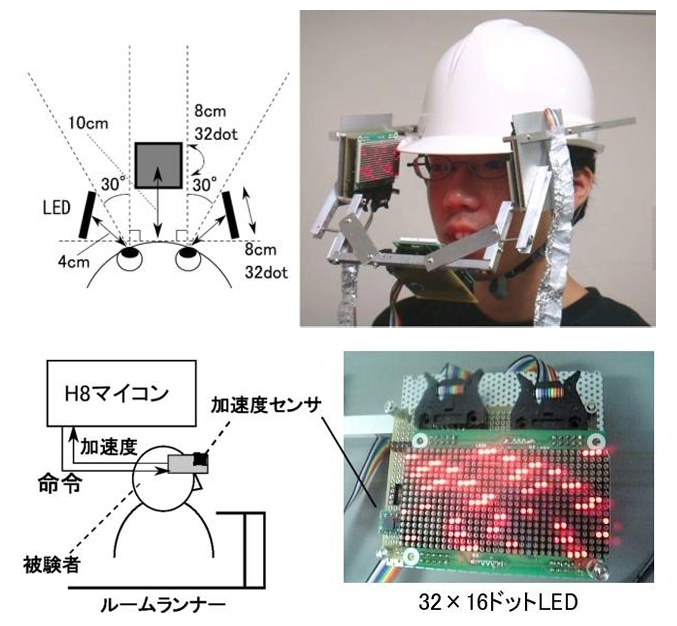 10cm
8cm
32dot
30°
30°
LED
4cm
8cm
32dot
H8マイコン
加速度センサ
加速度
命令
被験者
ルームランナー
32×16ドットLED